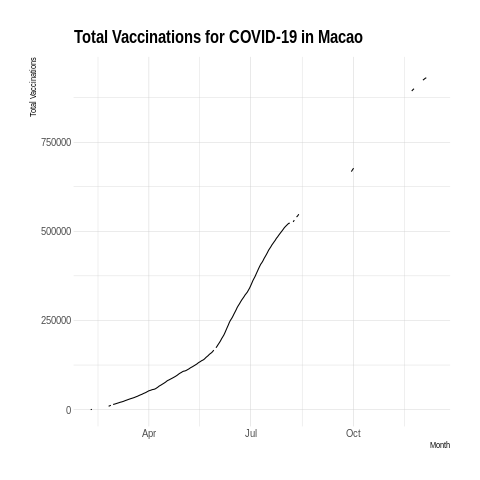 Total Vaccinations for COVID-19 in Macao
Total Vaccinations
750000
500000
250000
0
Apr
Jul
Oct
Month